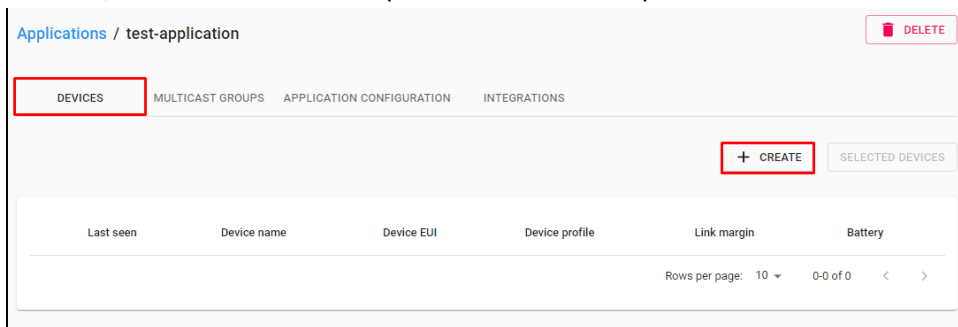 Applications / test-application
DELETE
DEVICES MULTICAST GROUPS APPLICATION CONFIGURATION INTEGRATIONS
+ CREATE SELECTED DEVICES
Last seen Device name Device EUI Device profile Link margin Battery
Rows per page: 10 0-0 of 0 < >